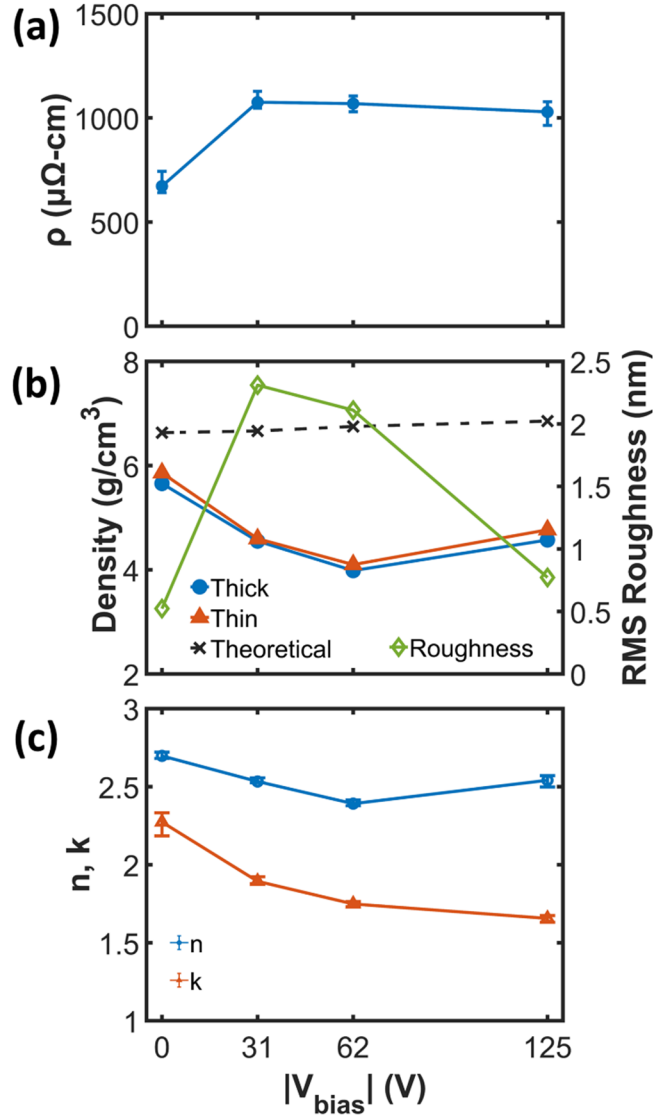 (a)
1500
1000
500
0
ρ (μΩ-cm)
(b)
8
6
4
2
Density (g/cm³)
2.5
2
1.5
1
0.5
0
RMS Roughness (nm)
Thick
Thin
Theoretical
Roughness
(c)
3
2.5
2
1.5
1
n, k
n
k
0 31 62 125
|Vbias| (V)